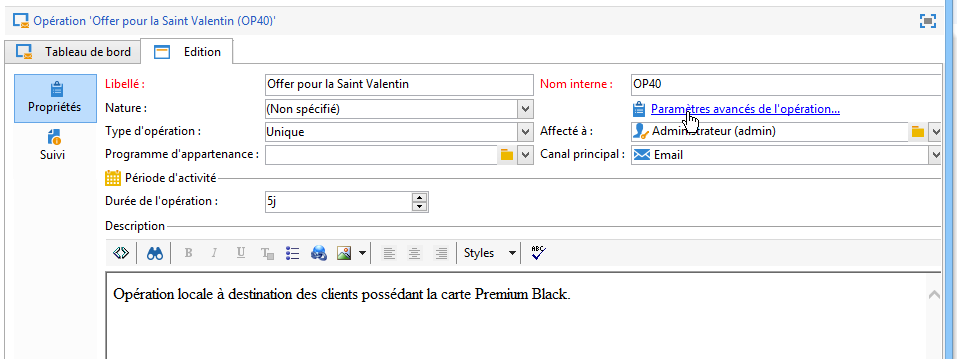 Opération 'Offer pour la Saint Valentin (OP40)'
Tableau de bord Edition
Propriétés
Suivi
Libellé : Offer pour la Saint Valentin Nom interne : OP40
Nature : (Non spécifié) Paramètres avancés de l'opération...
Type d'opération : Unique Affecté à : Administrateur (admin)
Programme d'appartenance : Canal principal : Email
Période d'activité
Durée de l'opération : 5j
Description
B I U T Styles ABC
Opération locale à destination des clients possédant la carte Premium Black.